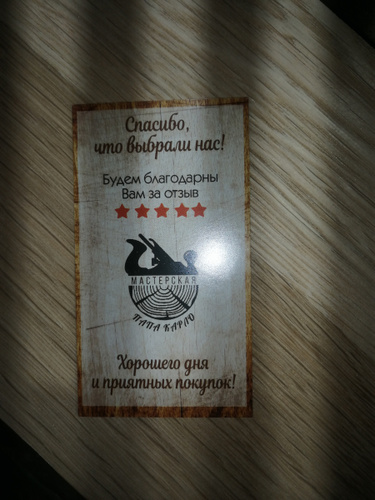 Спасибо,
что выбрали нас!
Будем благодарны
Вам за отзыв
МАСТЕРСКАЯ
ПАПА КАРЛО
Хорошего дня
и приятных покупок!